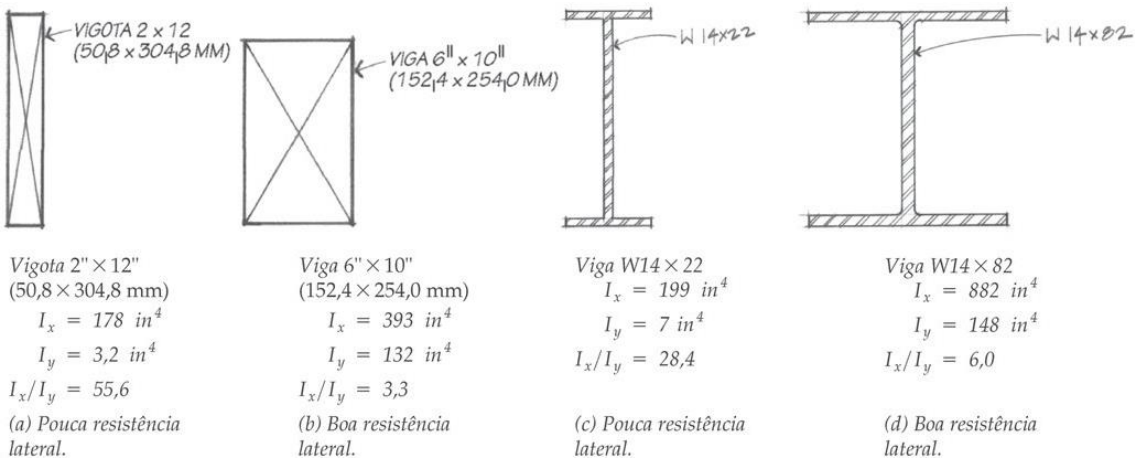 VIGOTA 2 x 12
(50,8 x 304,8 MM)
VIGA 6" x 10"
(152,4 x 254,0 MM)
W 14x22
W 14x82
Vigota 2" × 12"
(50,8 × 304,8 mm)
I_x = 178 in^4
I_y = 3,2 in^4
I_x/I_y = 55,6
(a) Pouca resistência
lateral.
Viga 6" × 10"
(152,4 × 254,0 mm)
I_x = 393 in^4
I_y = 132 in^4
I_x/I_y = 3,3
(b) Boa resistência
lateral.
Viga W14 × 22
I_x = 199 in^4
I_y = 7 in^4
I_x/I_y = 28,4
(c) Pouca resistência
lateral.
Viga W14 × 82
I_x = 882 in^4
I_y = 148 in^4
I_x/I_y = 6,0
(d) Boa resistência
lateral.